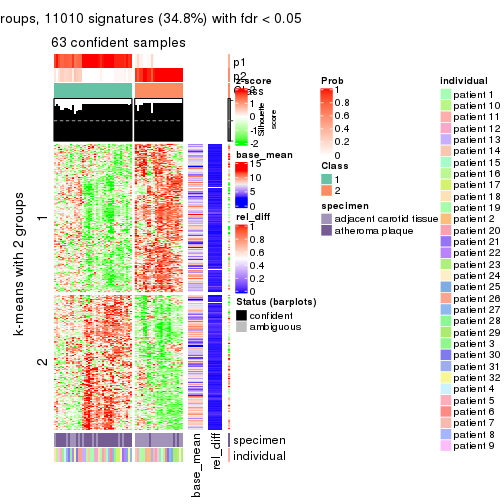 roups, 11010 signatures (34.8%) with fdr < 0.05
63 confident samples
p1
p2
Class
Silhouette
score
k-means with 2 groups
1
2
specimen
individual
base_mean
rel_diff
z-score
2
1
0
-1
-2
base_mean
15
10
5
0
rel_diff
1
0.8
0.6
0.4
0.2
0
Status (barplots)
confident
ambiguous
Prob
1
0.8
0.6
0.4
0.2
0
Class
1
2
specimen
adjacent carotid tissue
atheroma plaque
individual
patient 1
patient 10
patient 11
patient 12
patient 13
patient 14
patient 15
patient 16
patient 17
patient 18
patient 19
patient 2
patient 20
patient 21
patient 22
patient 23
patient 24
patient 25
patient 26
patient 27
patient 28
patient 29
patient 3
patient 30
patient 31
patient 32
patient 4
patient 5
patient 6
patient 7
patient 8
patient 9